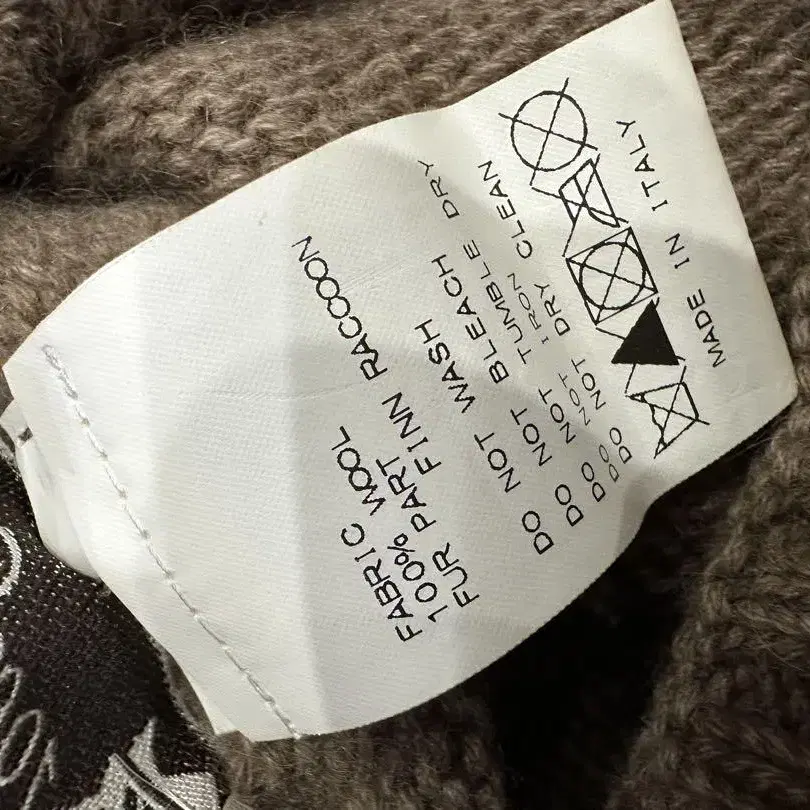 FABRIC WOOL
100%
FUR PART FINN RACCOON
DO NOT WASH
DO NOT BLEACH
DO NOT TUMBLE DRY
DO NOT IRON
DO NOT DRY CLEAN
MADE IN ITALY